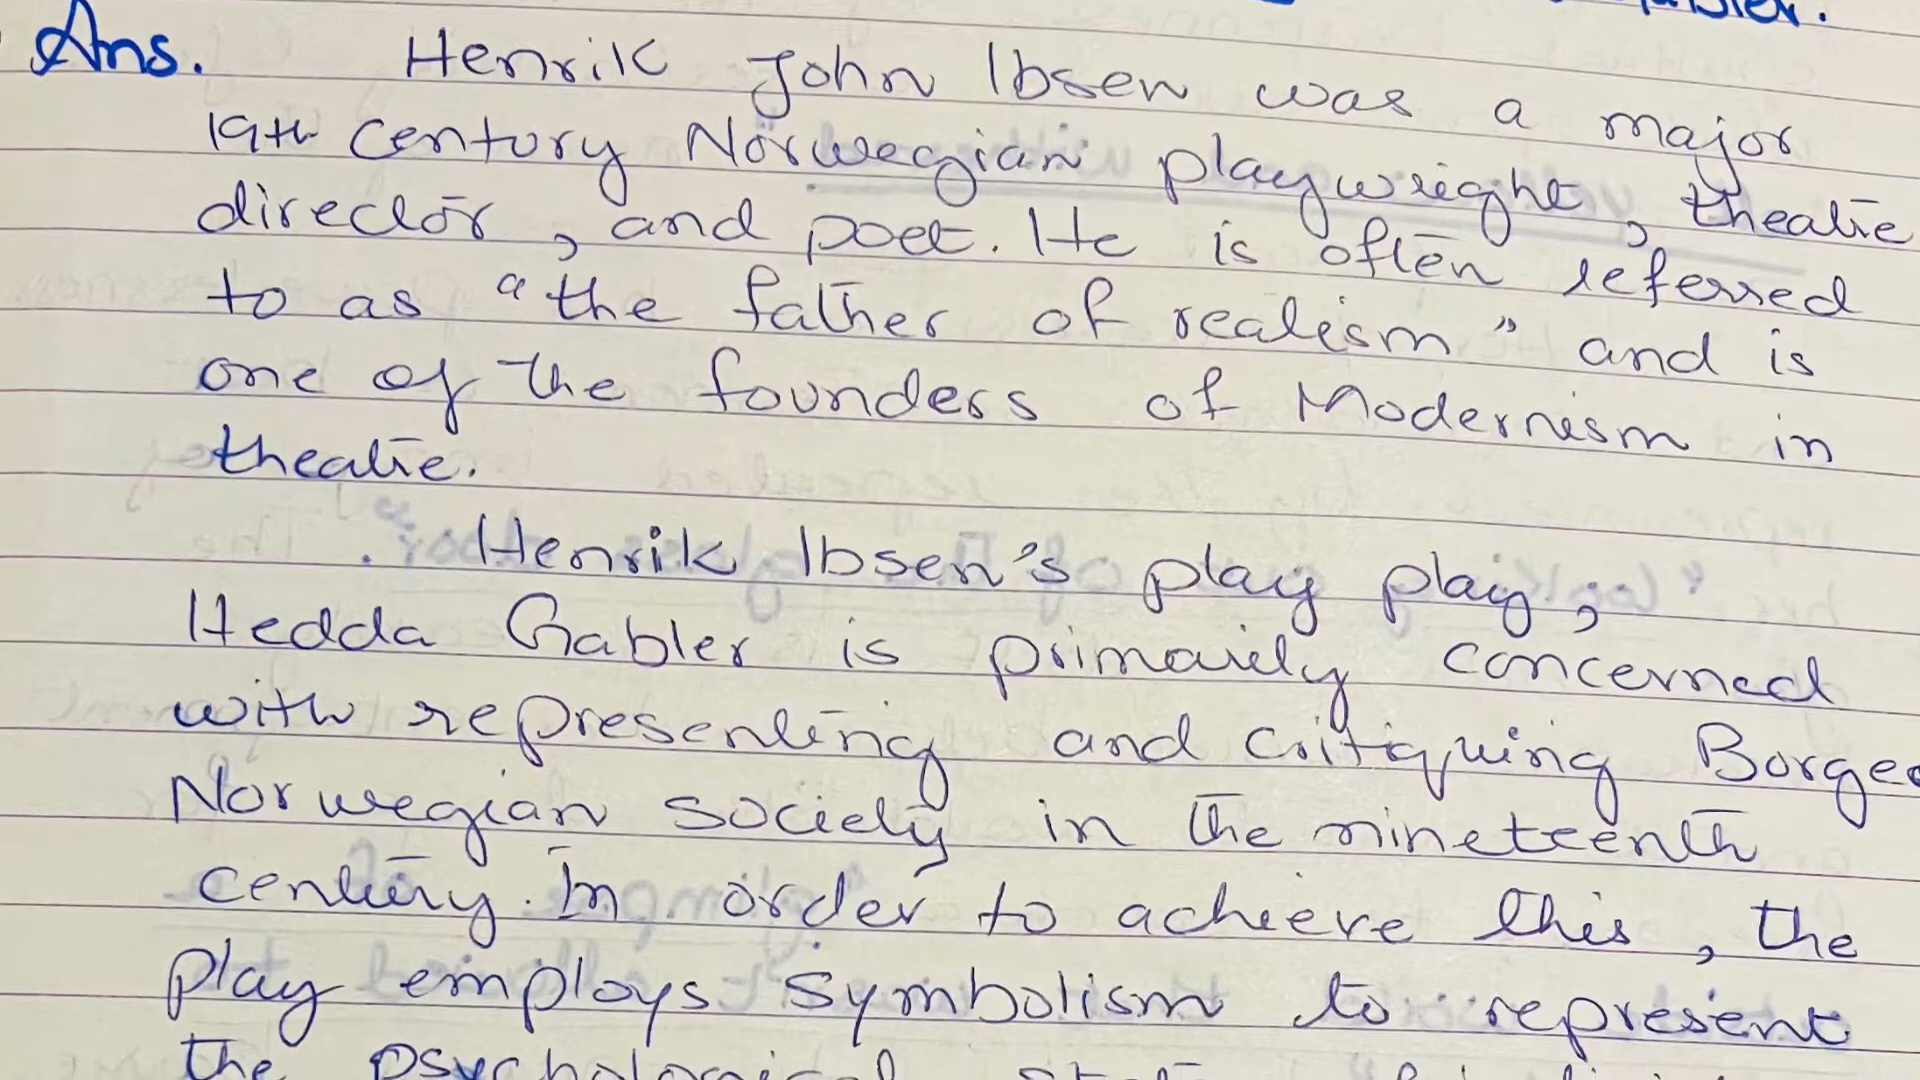 Ans. Henrik John Ibsen was a major
19th century Norwegian playwright, theatre
director, and poet. He is often referred
to as "the father of realism" and is
one of the founders of Modernism in
theatre.
Henrik Ibsen's play play,
Hedda Gabler is primarily concerned
with representing and critiquing
Norwegian society in the nineteenth
century. In order to achieve this, the
play employs symbolism to represent
the psychological